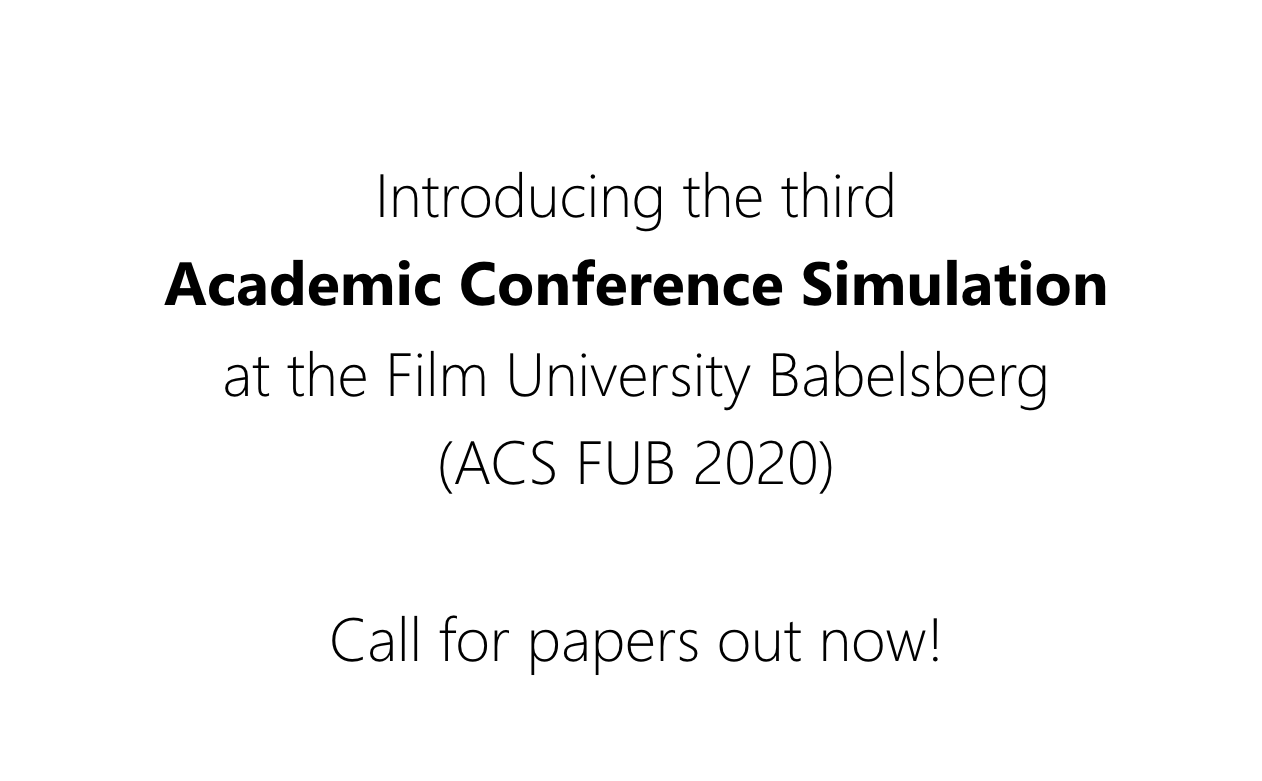 Introducing the third
Academic Conference Simulation
at the Film University Babelsberg
(ACS FUB 2020)
Call for papers out now!